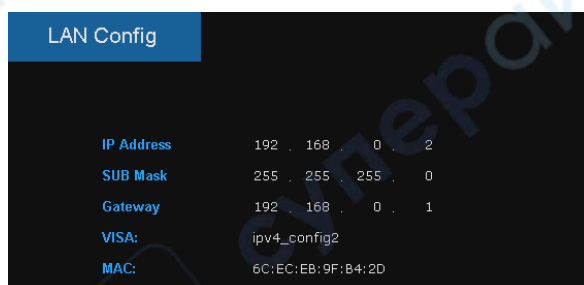 LAN Config
IP Address 192 . 168 . 0 . 2
SUB Mask 255 . 255 . 255 . 0
Gateway 192 . 168 . 0 . 1
VISA: ipv4_config2
MAC: 6C:EC:EB:9F:B4:2D